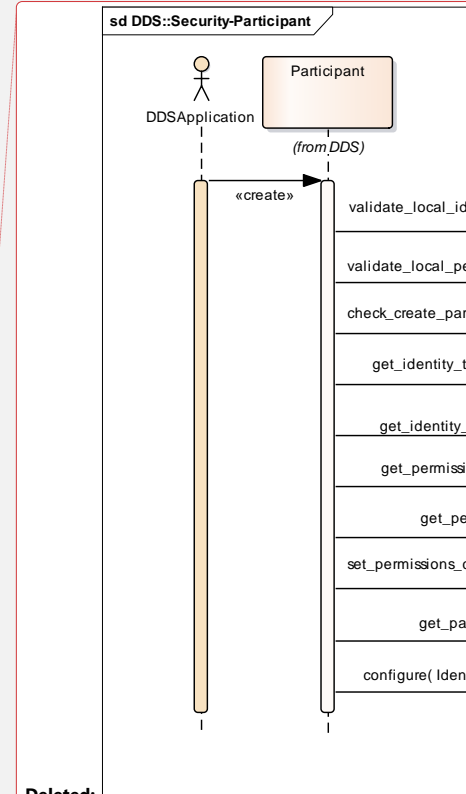 sd DDS::Security-Participant
Participant
DDSApplication
(from DDS)
«create»
validate_local_id
validate_local_pe
check_create_par
get_identity_t
get_identity_
get_permissi
get_pe
set_permissions_c
get_pa
configure( Iden
Deleted: